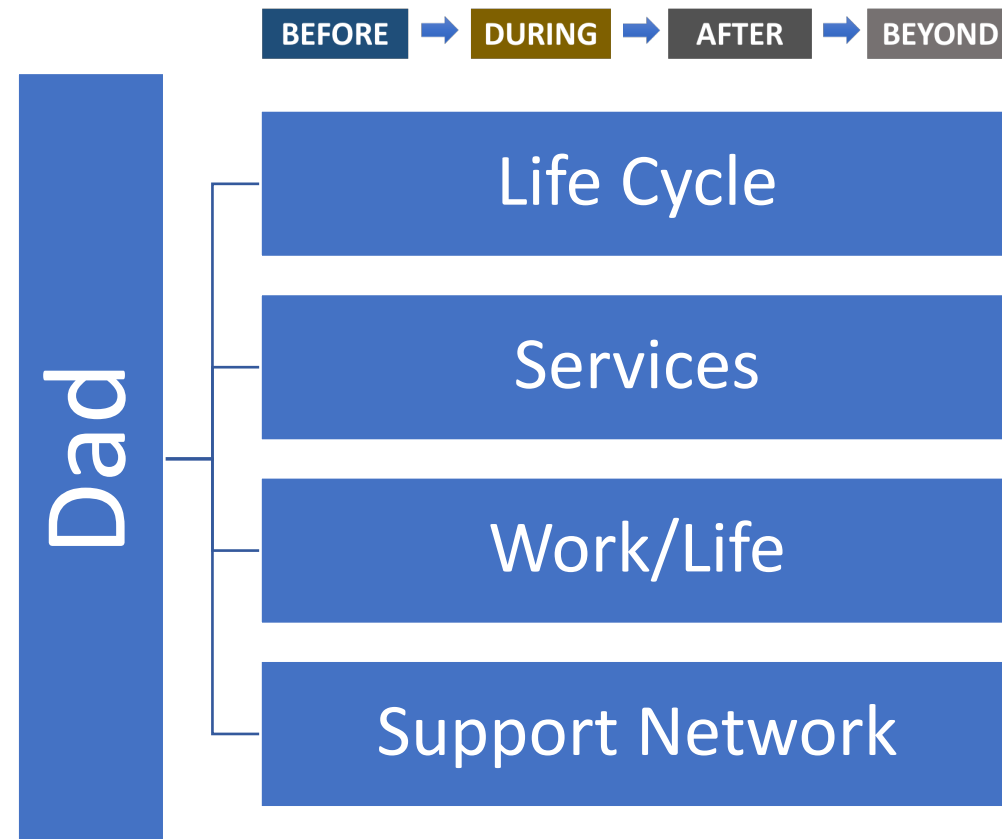 BEFORE DURING AFTER BEYOND
Dad
Life Cycle
Services
Work/Life
Support Network